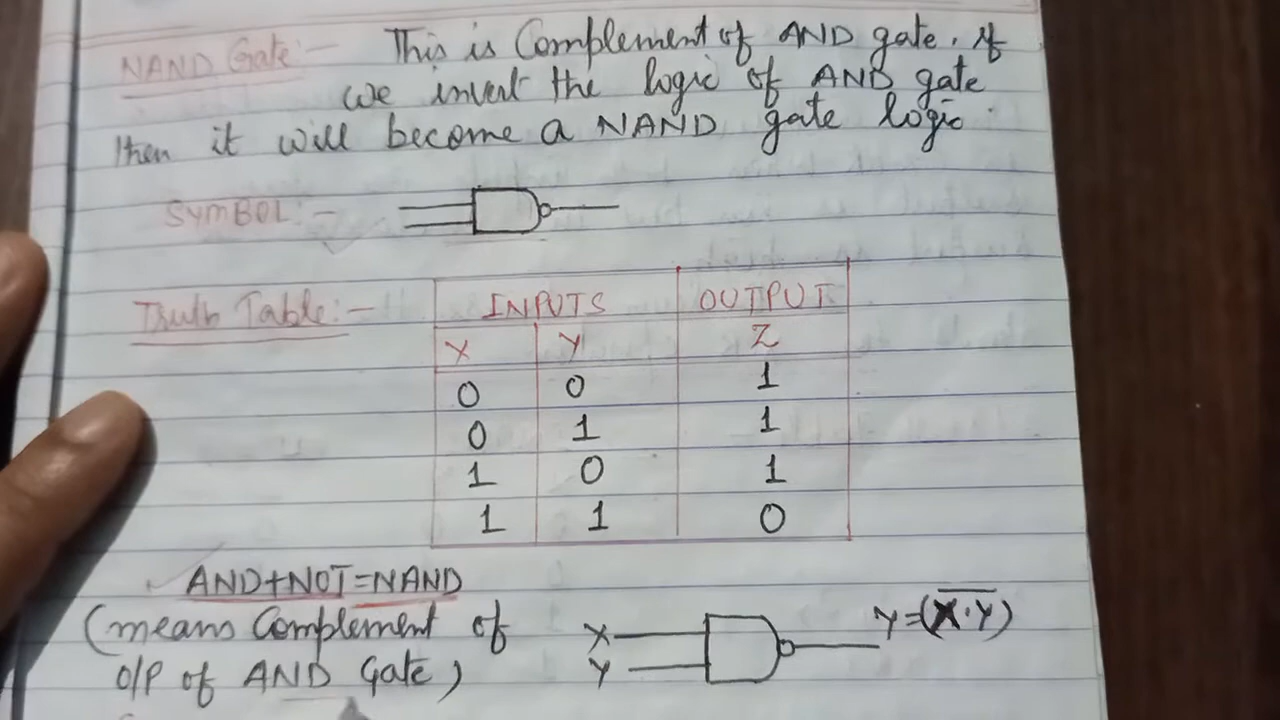 NAND Gate:- This is Complement of AND gate. if
we invert the logic of AND gate
then it will become a NAND gate logic.
SYMBOL:-
Truth Table:-
INPUTS OUTPUT
X Y Z
0 0 1
0 1 1
1 0 1
1 1 0
AND+NOT=NAND
(means Complement of
O/P of AND Gate)
X
Y
Y=(X̅·̅Y̅)